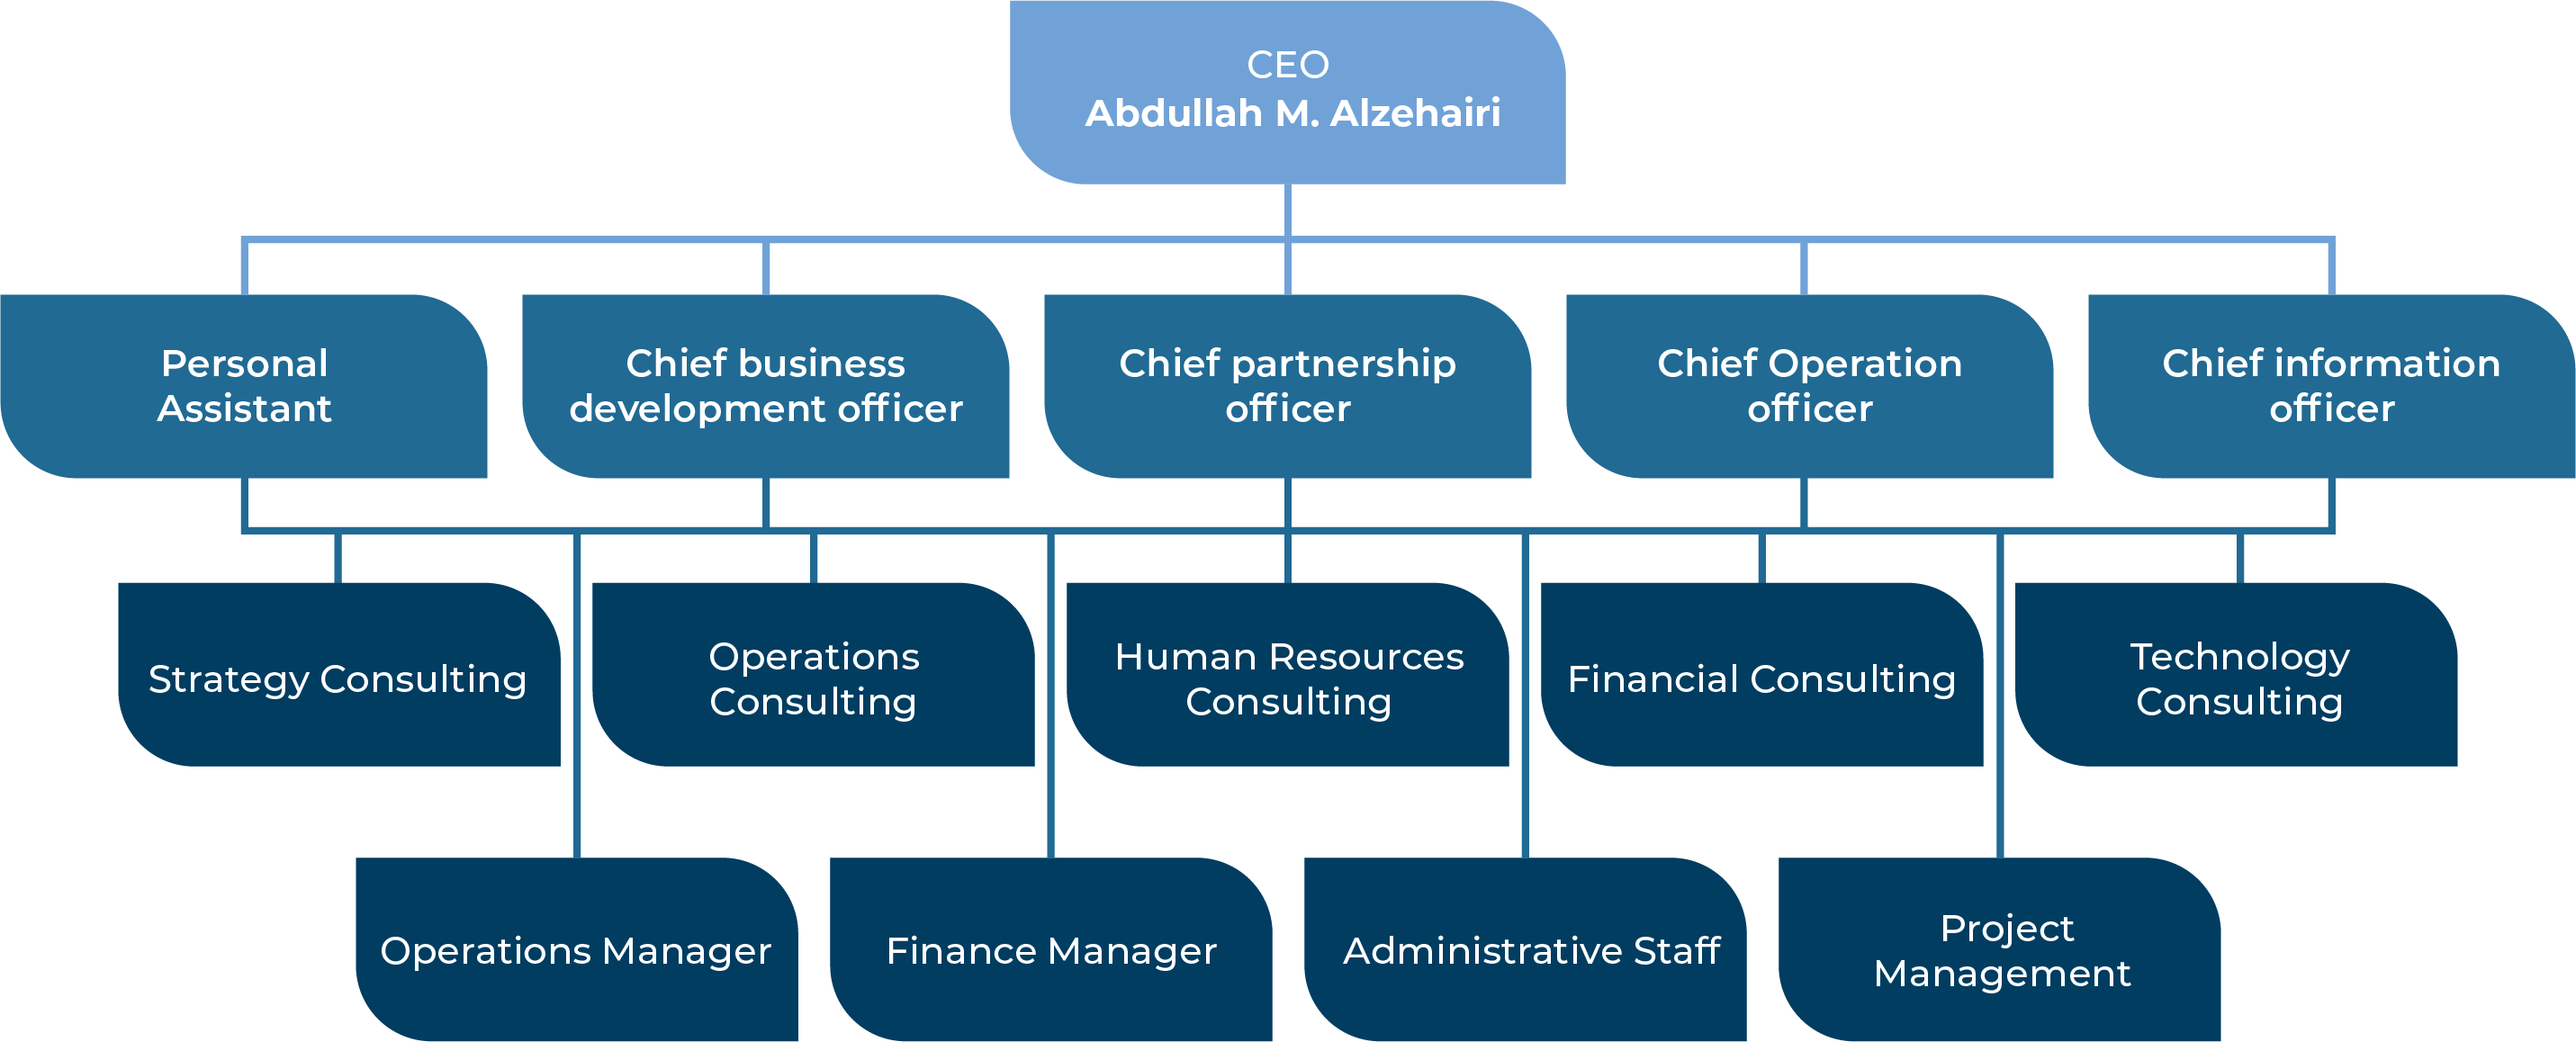 CEO
Abdullah M. Alzehairi
Personal
Assistant
Chief business
development officer
Chief partnership
officer
Chief Operation
officer
Chief information
officer
Strategy Consulting
Operations
Consulting
Human Resources
Consulting
Financial Consulting
Technology
Consulting
Operations Manager
Finance Manager
Administrative Staff
Project
Management